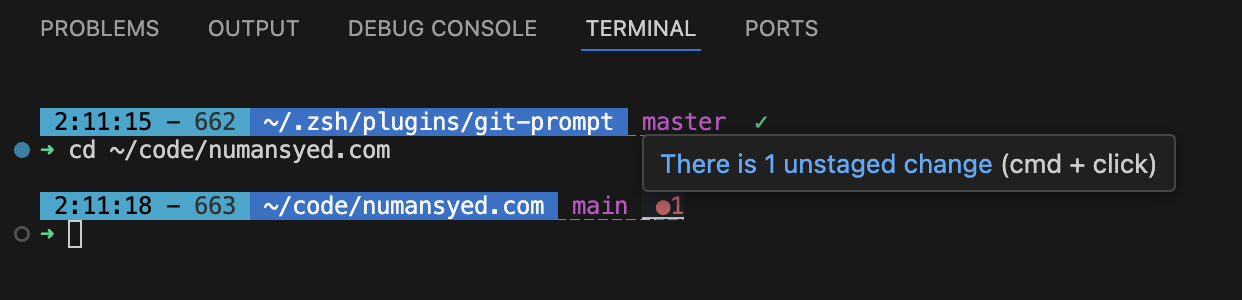 PROBLEMS OUTPUT DEBUG CONSOLE TERMINAL PORTS
2:11:15 – 662 ~/.zsh/plugins/git-prompt master ✓
➜ cd ~/code/numansyed.com
There is 1 unstaged change (cmd + click)
2:11:18 – 663 ~/code/numansyed.com main ●1
➜